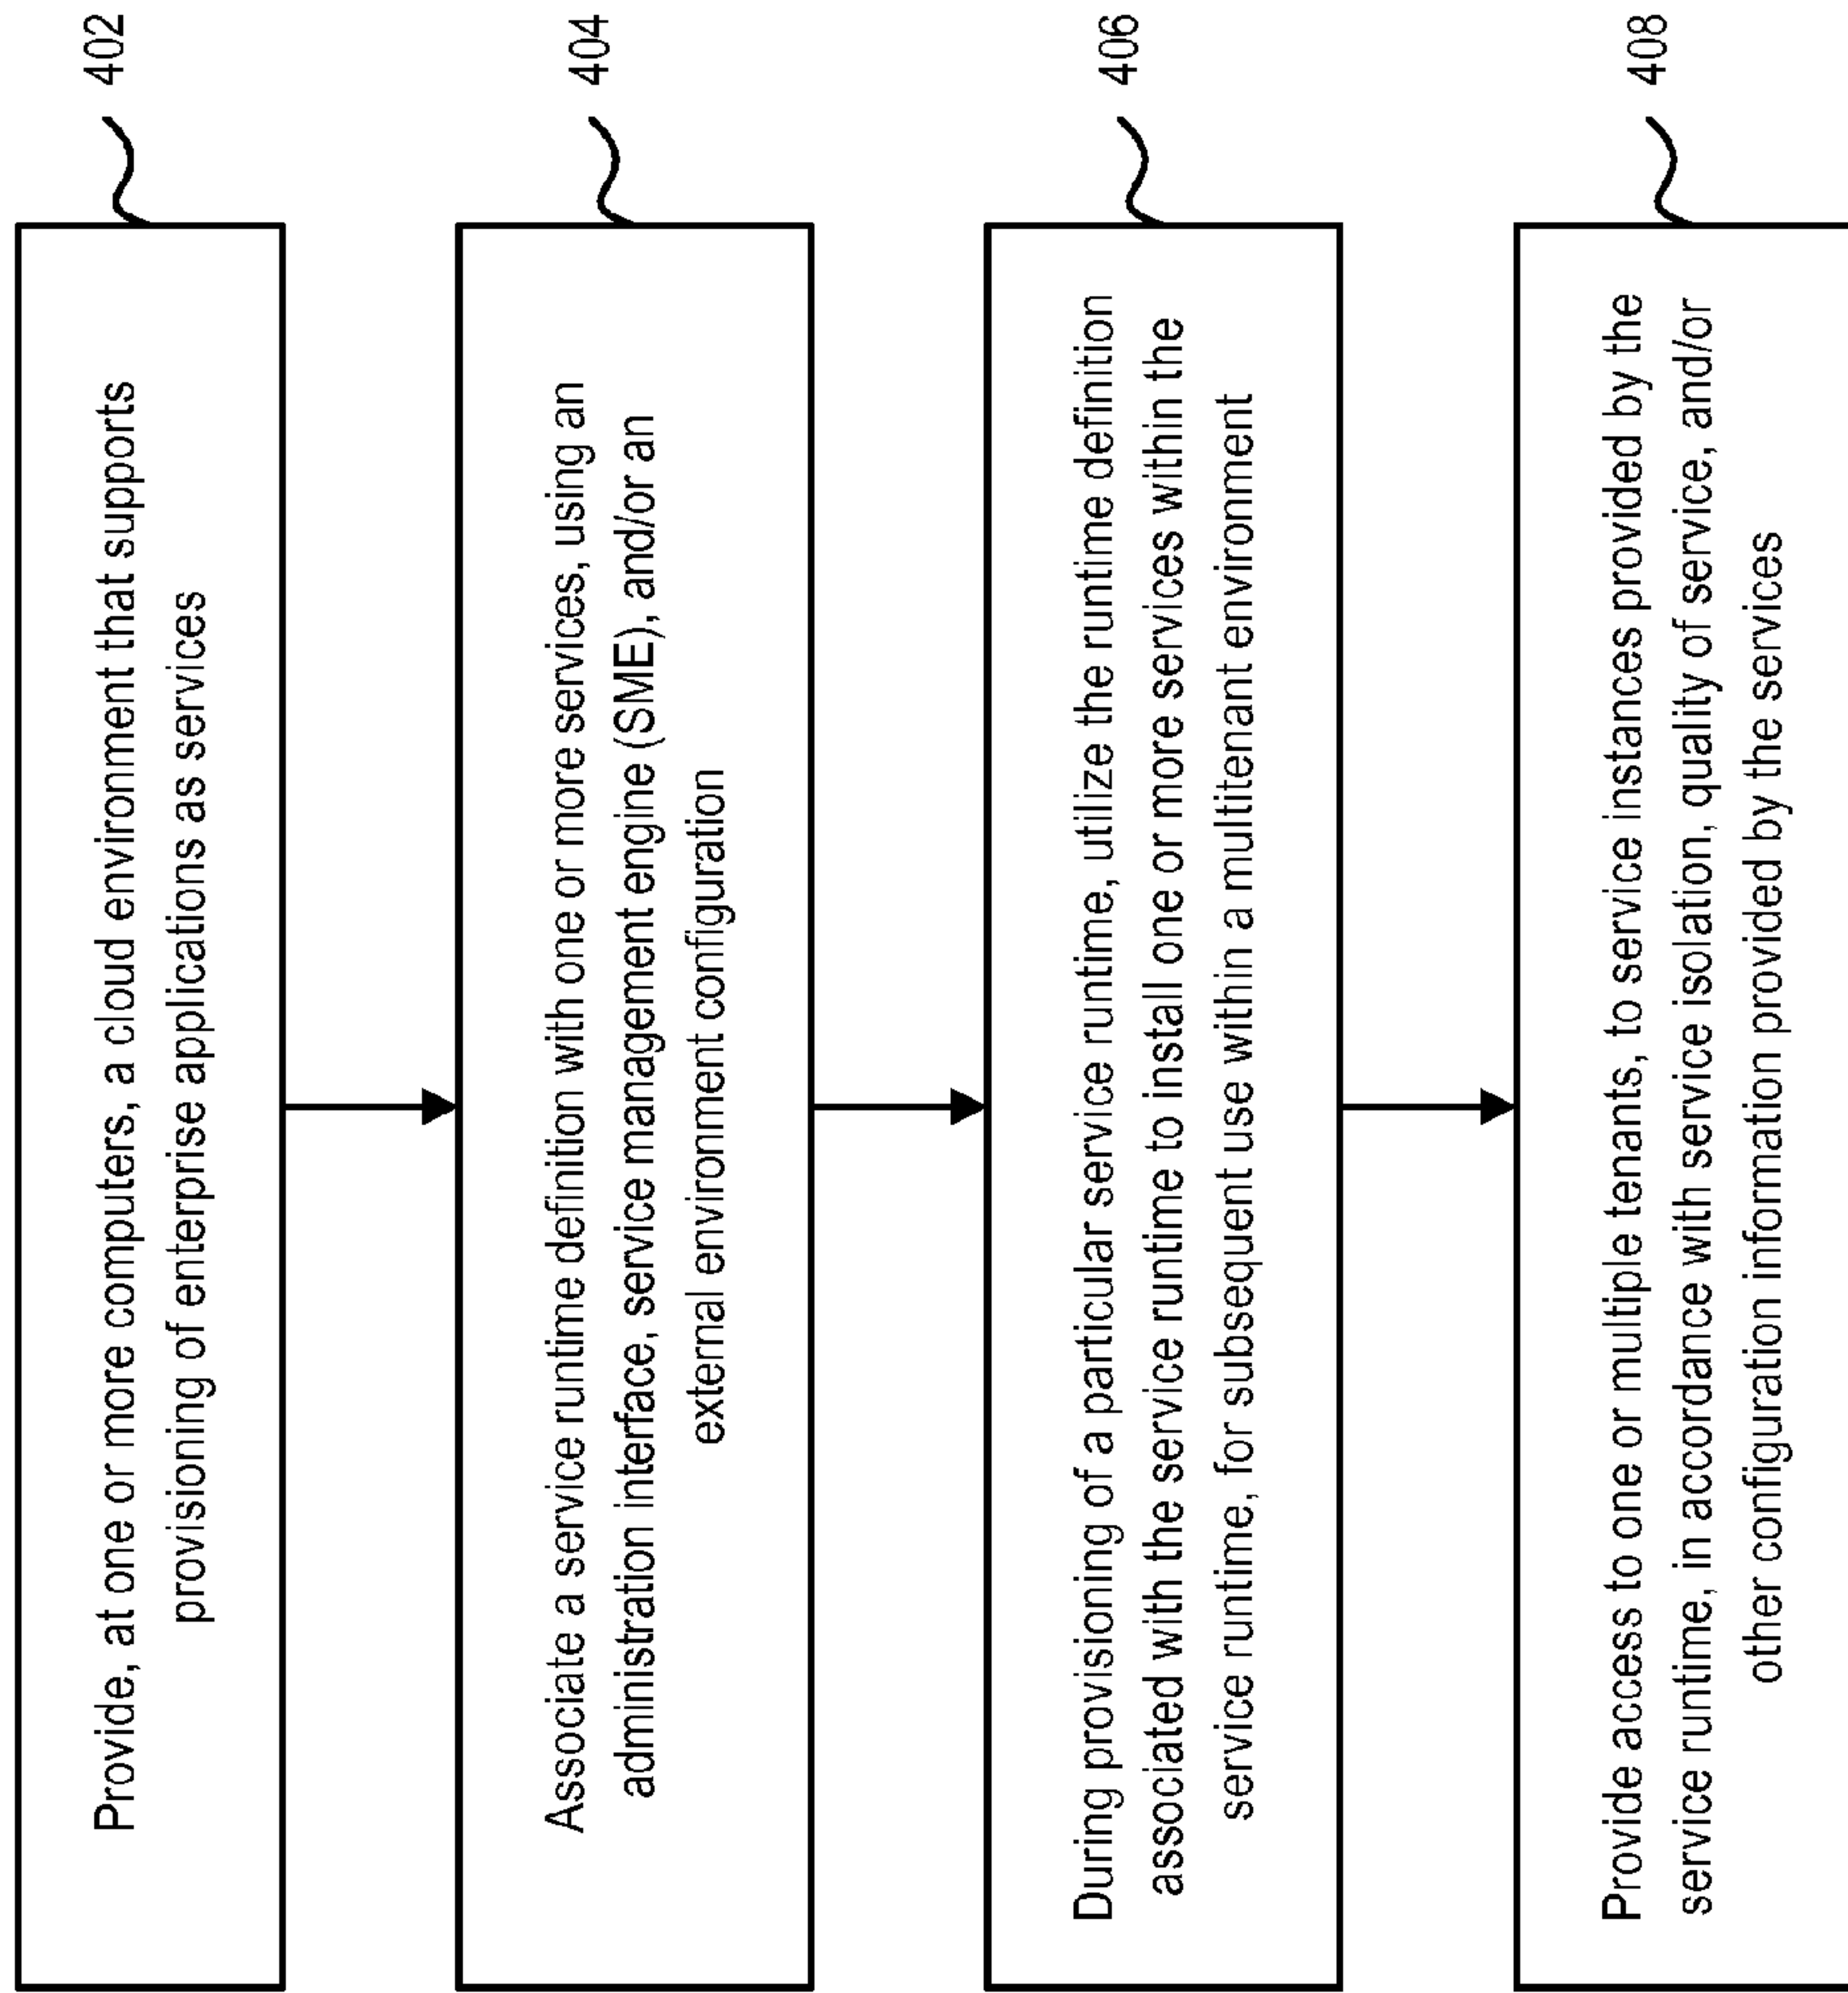 402
Provide, at one or more computers, a cloud environment that supports
provisioning of enterprise applications as services
404
Associate a service runtime definition with one or more services, using an
administration interface, service management engine (SME), and/or an
external environment configuration
406
During provisioning of a particular service runtime, utilize the runtime definition
associated with the service runtime to install one or more services within the
service runtime, for subsequent use within a multitenant environment
408
Provide access to one or multiple tenants, to service instances provided by the
service runtime, in accordance with service isolation, quality of service, and/or
other configuration information provided by the services